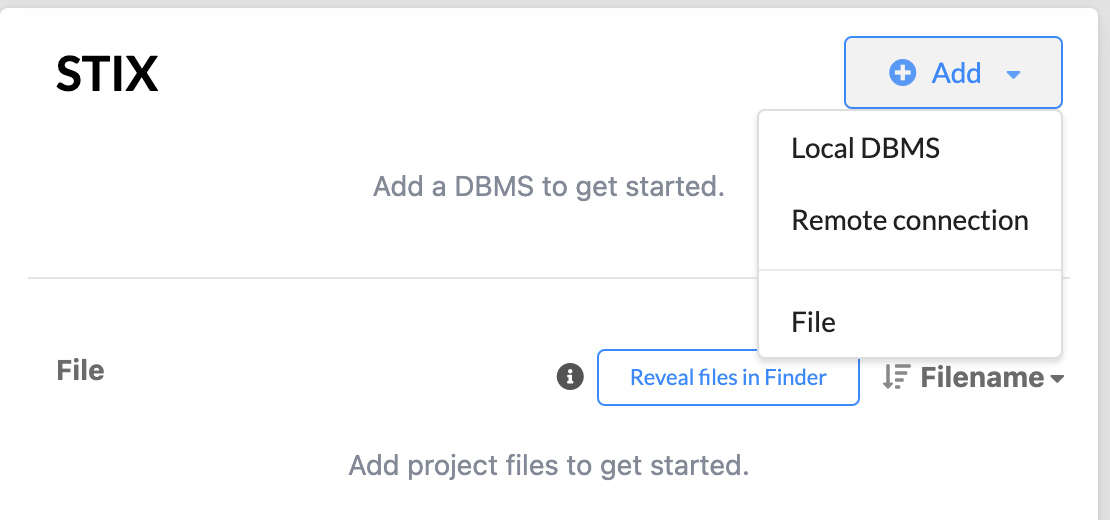 STIX
Add
Local DBMS
Add a DBMS to get started.
Remote connection
File
File
Reveal files in Finder
Filename
Add project files to get started.